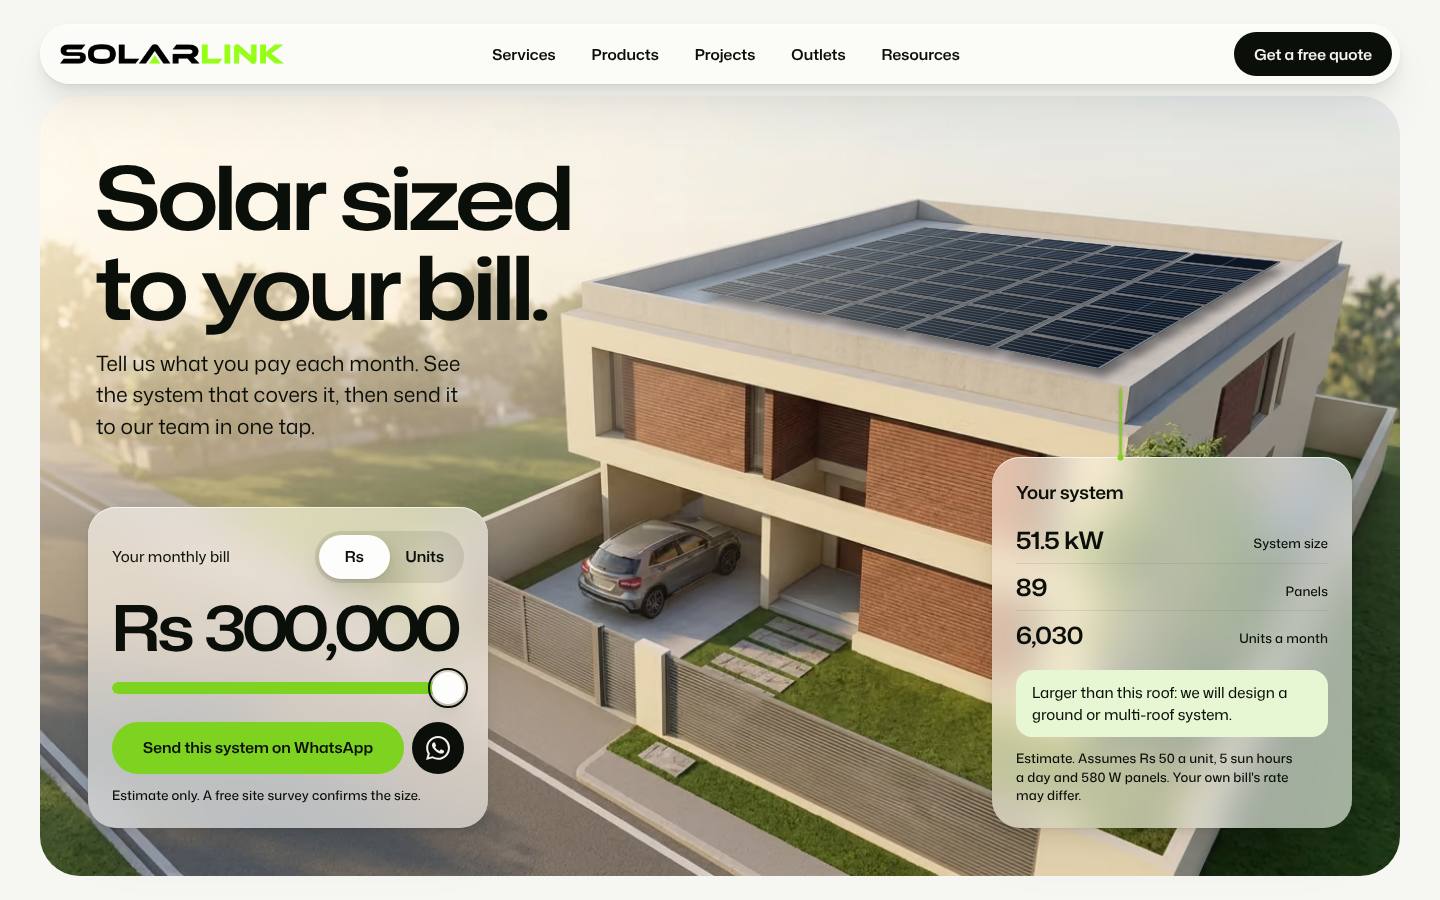 SOLARLINK
Services
Products
Projects
Outlets
Resources
Get a free quote
Solar sized
to your bill.
Tell us what you pay each month. See
the system that covers it, then send it
to our team in one tap.
Your monthly bill
Rs
Units
Rs 300,000
Send this system on WhatsApp
Estimate only. A free site survey confirms the size.
Your system
51.5 kW
System size
89
Panels
6,030
Units a month
Larger than this roof: we will design a
ground or multi-roof system.
Estimate. Assumes Rs 50 a unit, 5 sun hours
a day and 580 W panels. Your own bill's rate
may differ.